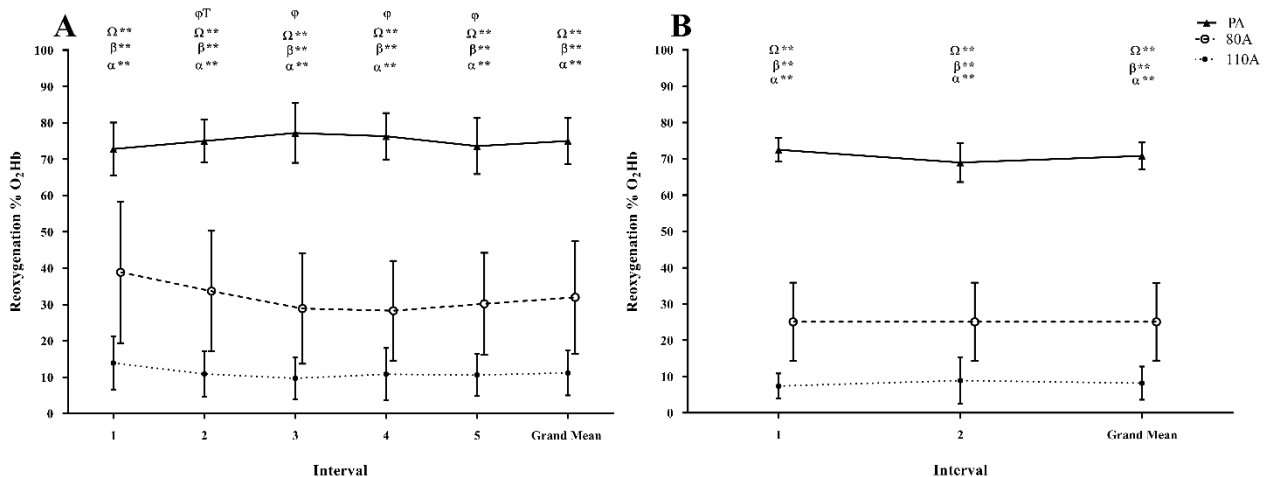 A
φT φ φ φ
Ω** Ω** Ω** Ω** Ω** Ω**
β** β** β** β** β** β**
α** α** α** α** α** α**
100
90
80
70
60
50
40
30
20
10
0
Reoxygenation % O₂Hb
1 2 3 4 5 Grand Mean
Interval
B
Ω** Ω** Ω**
β** β** β**
α** α** α**
100
90
80
70
60
50
40
30
20
10
0
Reoxygenation % O₂Hb
1 2 Grand Mean
Interval
PA
80A
110A